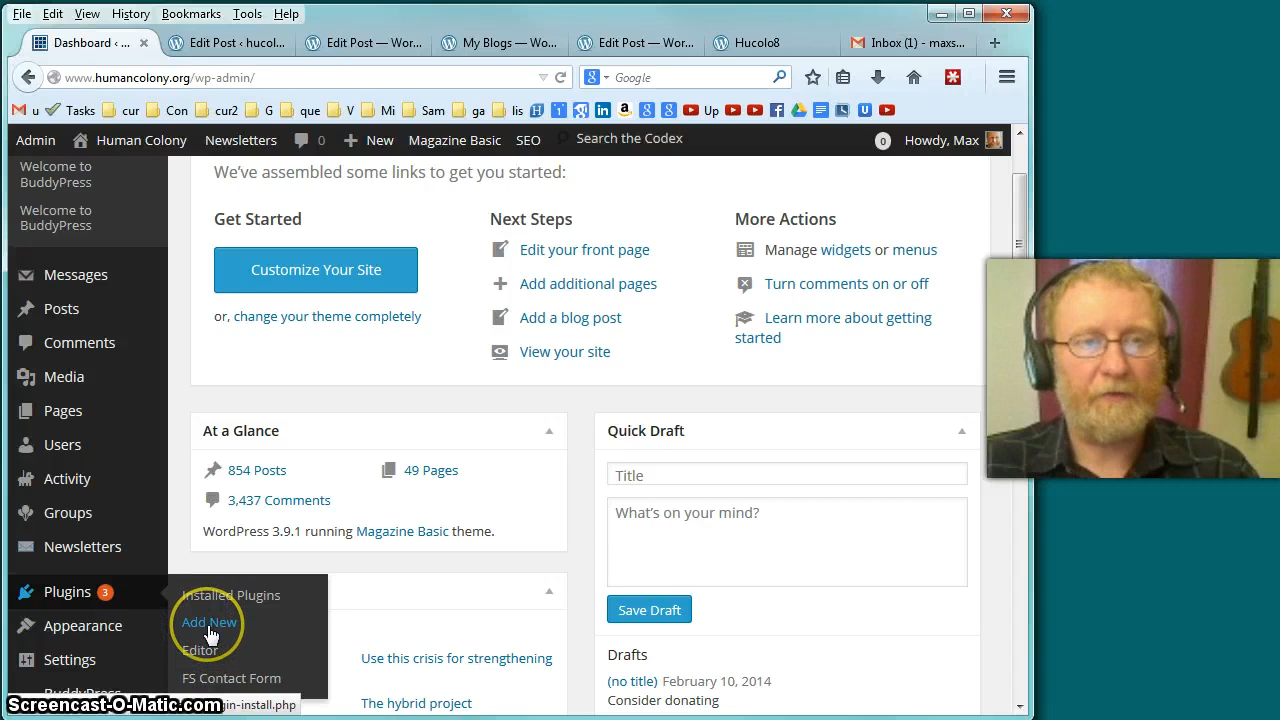 File Edit View History Bookmarks Tools Help
Dashboard ‹ ... Edit Post ‹ hucolo... Edit Post — Wor... My Blogs — Wo... Edit Post — Wor... Hucolo8 Inbox (1) - maxs...
www.humancolony.org/wp-admin/ Google
u Tasks cur Con cur2 G que V Mi Sam ga lis Up
Admin Human Colony Newsletters 0 New Magazine Basic SEO Search the Codex 0 Howdy, Max
Welcome to
BuddyPress
Welcome to
BuddyPress
Messages
Posts
Comments
Media
Pages
Users
Activity
Groups
Newsletters
Plugins 3
Appearance
Settings
BuddyPress
Installed Plugins
Add New
Editor
FS Contact Form
We've assembled some links to get you started:
Get Started
Customize Your Site
or, change your theme completely
Next Steps
Edit your front page
Add additional pages
Add a blog post
View your site
More Actions
Manage widgets or menus
Turn comments on or off
Learn more about getting
started
At a Glance
854 Posts 49 Pages
3,437 Comments
WordPress 3.9.1 running Magazine Basic theme.
Use this crisis for strengthening
The hybrid project
Quick Draft
Title
What's on your mind?
Save Draft
Drafts
(no title) February 10, 2014
Consider donating
Screencast-O-Matic.com
gin-install.php